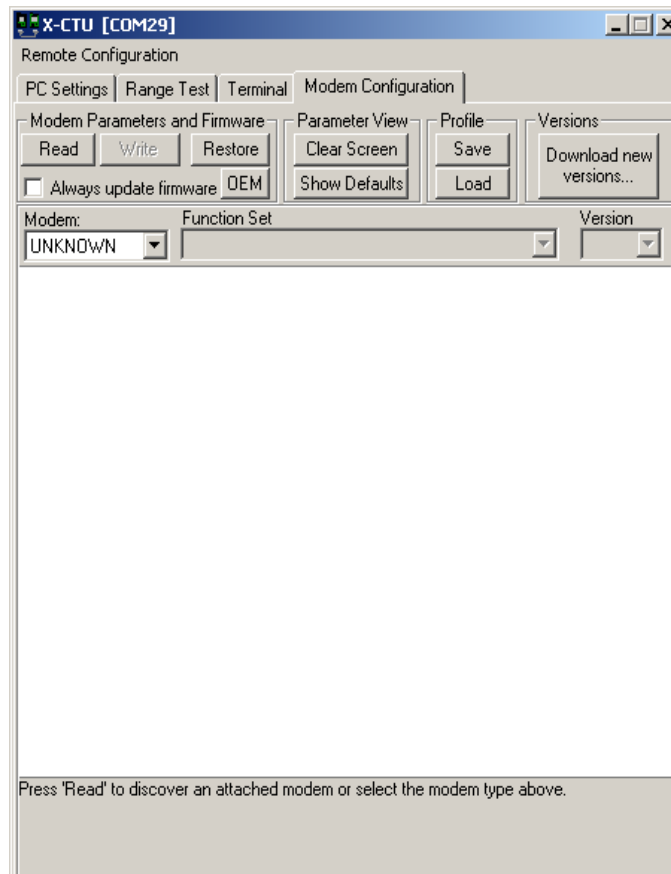 X-CTU [COM29]
Remote Configuration
PC Settings Range Test Terminal Modem Configuration
Modem Parameters and Firmware Parameter View Profile Versions
Read Write Restore Clear Screen Save Download new versions...
Always update firmware OEM Show Defaults Load
Modem: Function Set Version
UNKNOWN
Press 'Read' to discover an attached modem or select the modem type above.